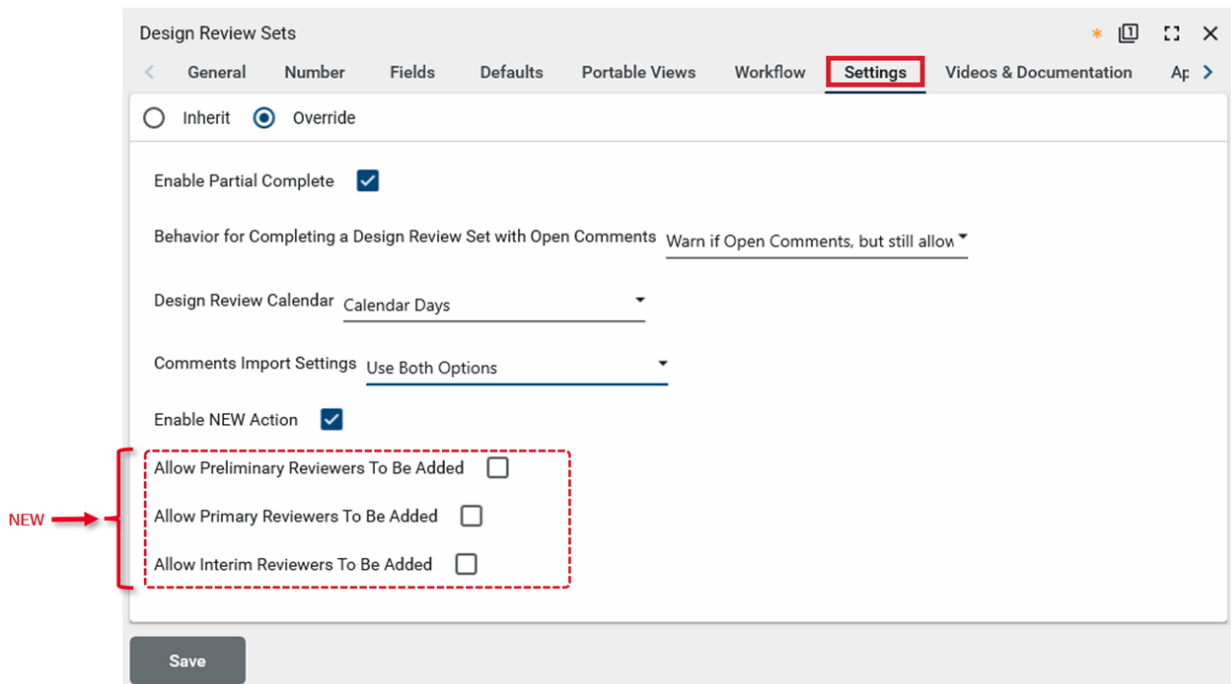 Design Review Sets
General Number Fields Defaults Portable Views Workflow Settings Videos & Documentation Ap
Inherit Override
Enable Partial Complete
Behavior for Completing a Design Review Set with Open Comments Warn if Open Comments, but still allow
Design Review Calendar Calendar Days
Comments Import Settings Use Both Options
Enable NEW Action
Allow Preliminary Reviewers To Be Added
Allow Primary Reviewers To Be Added
NEW
Allow Interim Reviewers To Be Added
Save